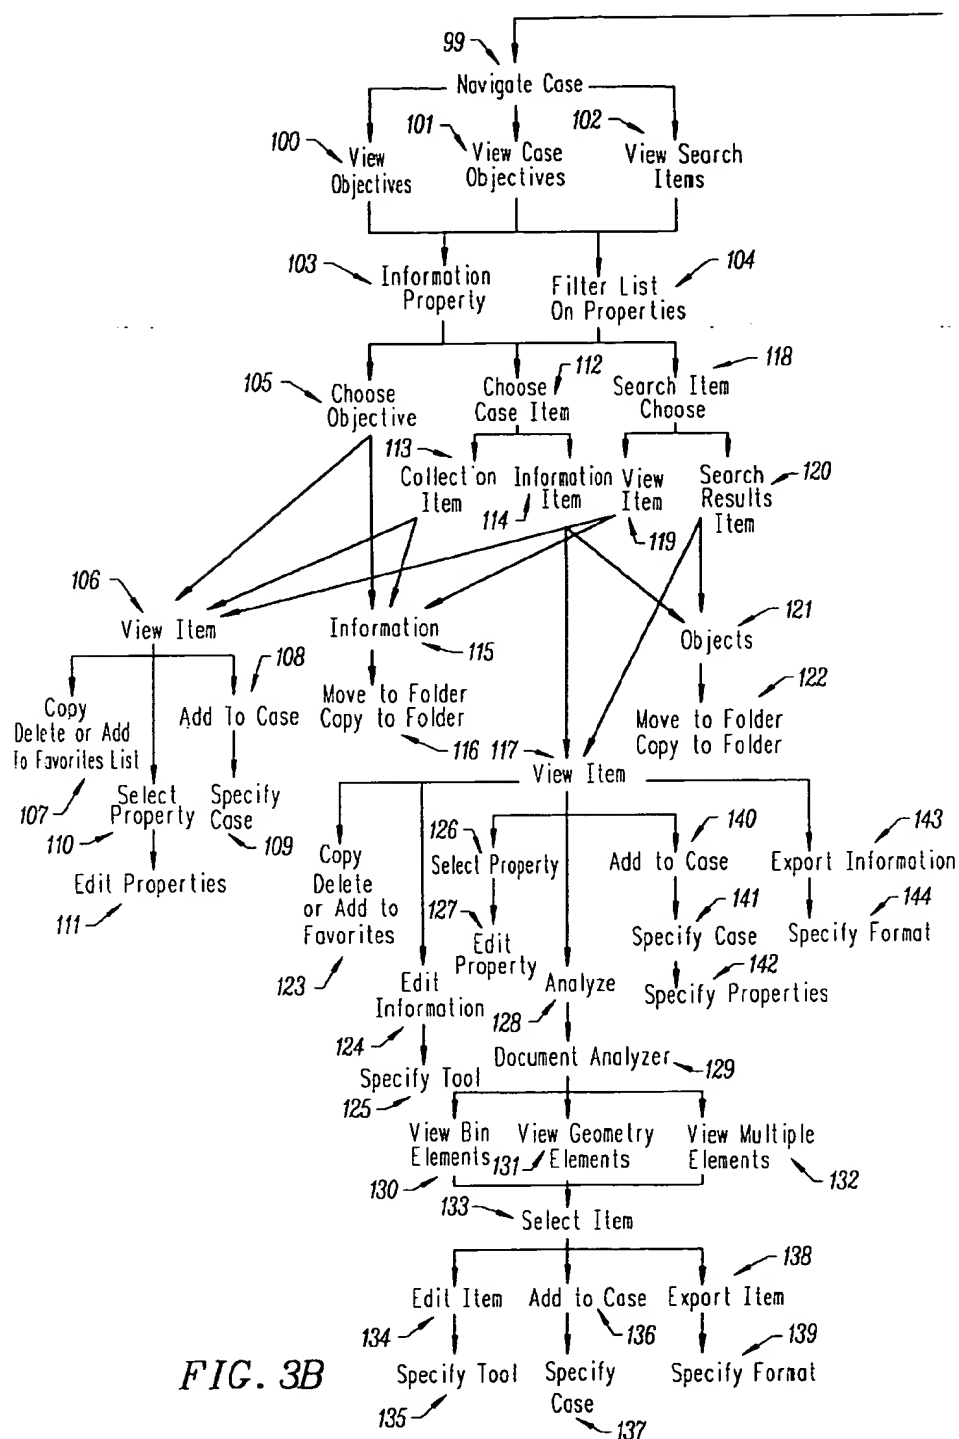 99
Navigate Case
100
101
102
View
Objectives
View Case
Objectives
View Search
Items
103
Information
Property
104
Filter List
On Properties
105
Choose
Objective
112
Choose
Case Item
118
Search Item
Choose
113
Collection
Item
Information
Item
114
View
Item
119
Search
Results
Item
120
106
View Item
Information
115
121
Objects
108
Copy
Delete or Add
To Favorites List
107
Add To Case
Move to Folder
Copy to Folder
116
117
122
Move to Folder
Copy to Folder
View Item
Select
Property
110
Specify
Case
109
Edit Properties
111
Copy
Delete
or Add to
Favorites
123
126
Select Property
127
Edit
Property
140
Add to Case
141
Specify Case
142
Specify Properties
143
Export Information
144
Specify Format
Edit
Information
124
Specify Tool
125
Analyze
128
Document Analyzer
129
View Bin
Elements
130
View Geometry
Elements
131
View Multiple
Elements
132
133
Select Item
138
Edit Item
134
Add to Case
136
Export Item
139
Specify Tool
135
Specify
Case
137
Specify Format
FIG. 3B